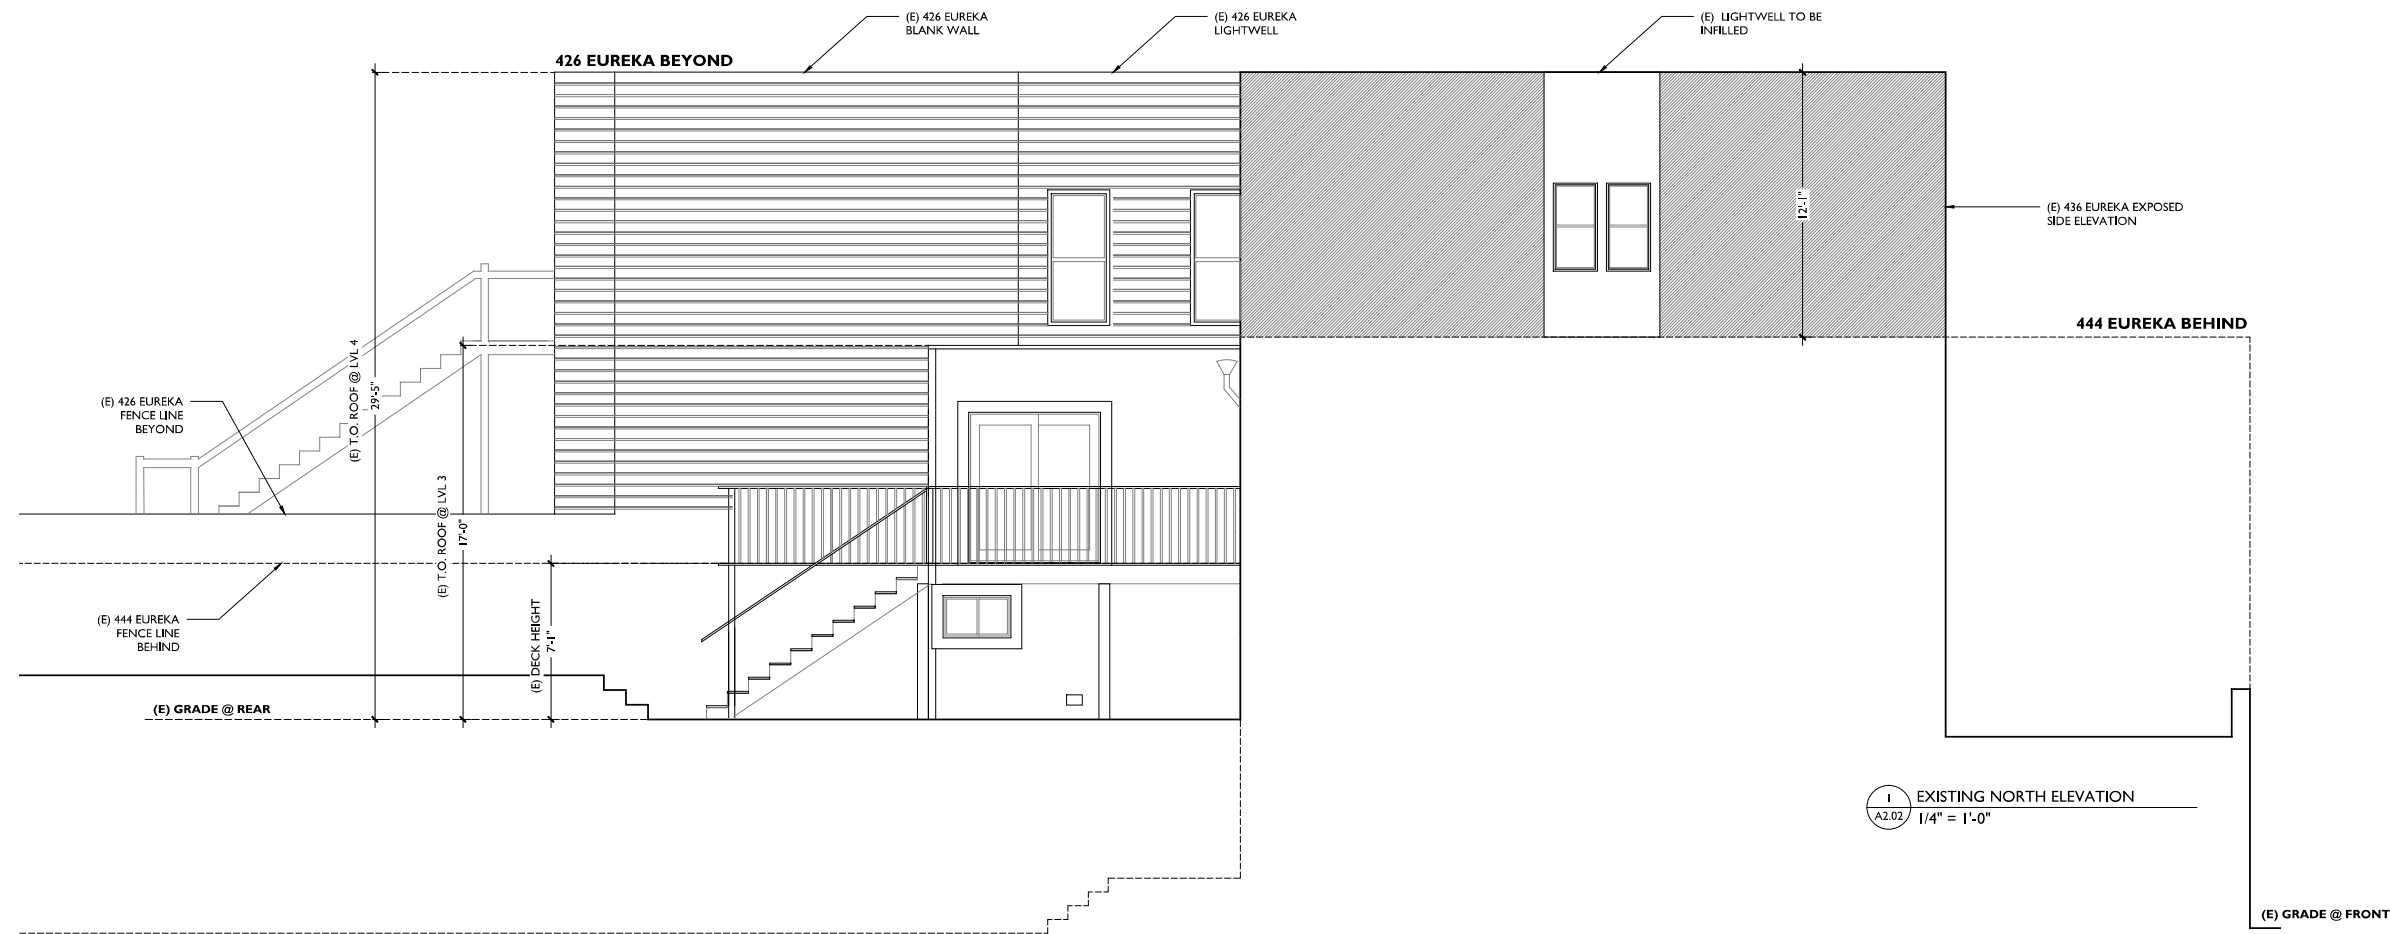 (E) 426 EUREKA
BLANK WALL
(E) 426 EUREKA
LIGHTWELL
(E) LIGHTWELL TO BE
INFILLED
426 EUREKA BEYOND
12'-1"
(E) 436 EUREKA EXPOSED
SIDE ELEVATION
444 EUREKA BEHIND
(E) T.O. ROOF @ LVL 4
29'-5"
(E) 426 EUREKA
FENCE LINE
BEYOND
(E) T.O. ROOF @ LVL 3
17'-0"
(E) 444 EUREKA
FENCE LINE
BEHIND
(E) DECK HEIGHT
7'-1"
(E) GRADE @ REAR
1
A2.02
EXISTING NORTH ELEVATION
1/4" = 1'-0"
(E) GRADE @ FRONT